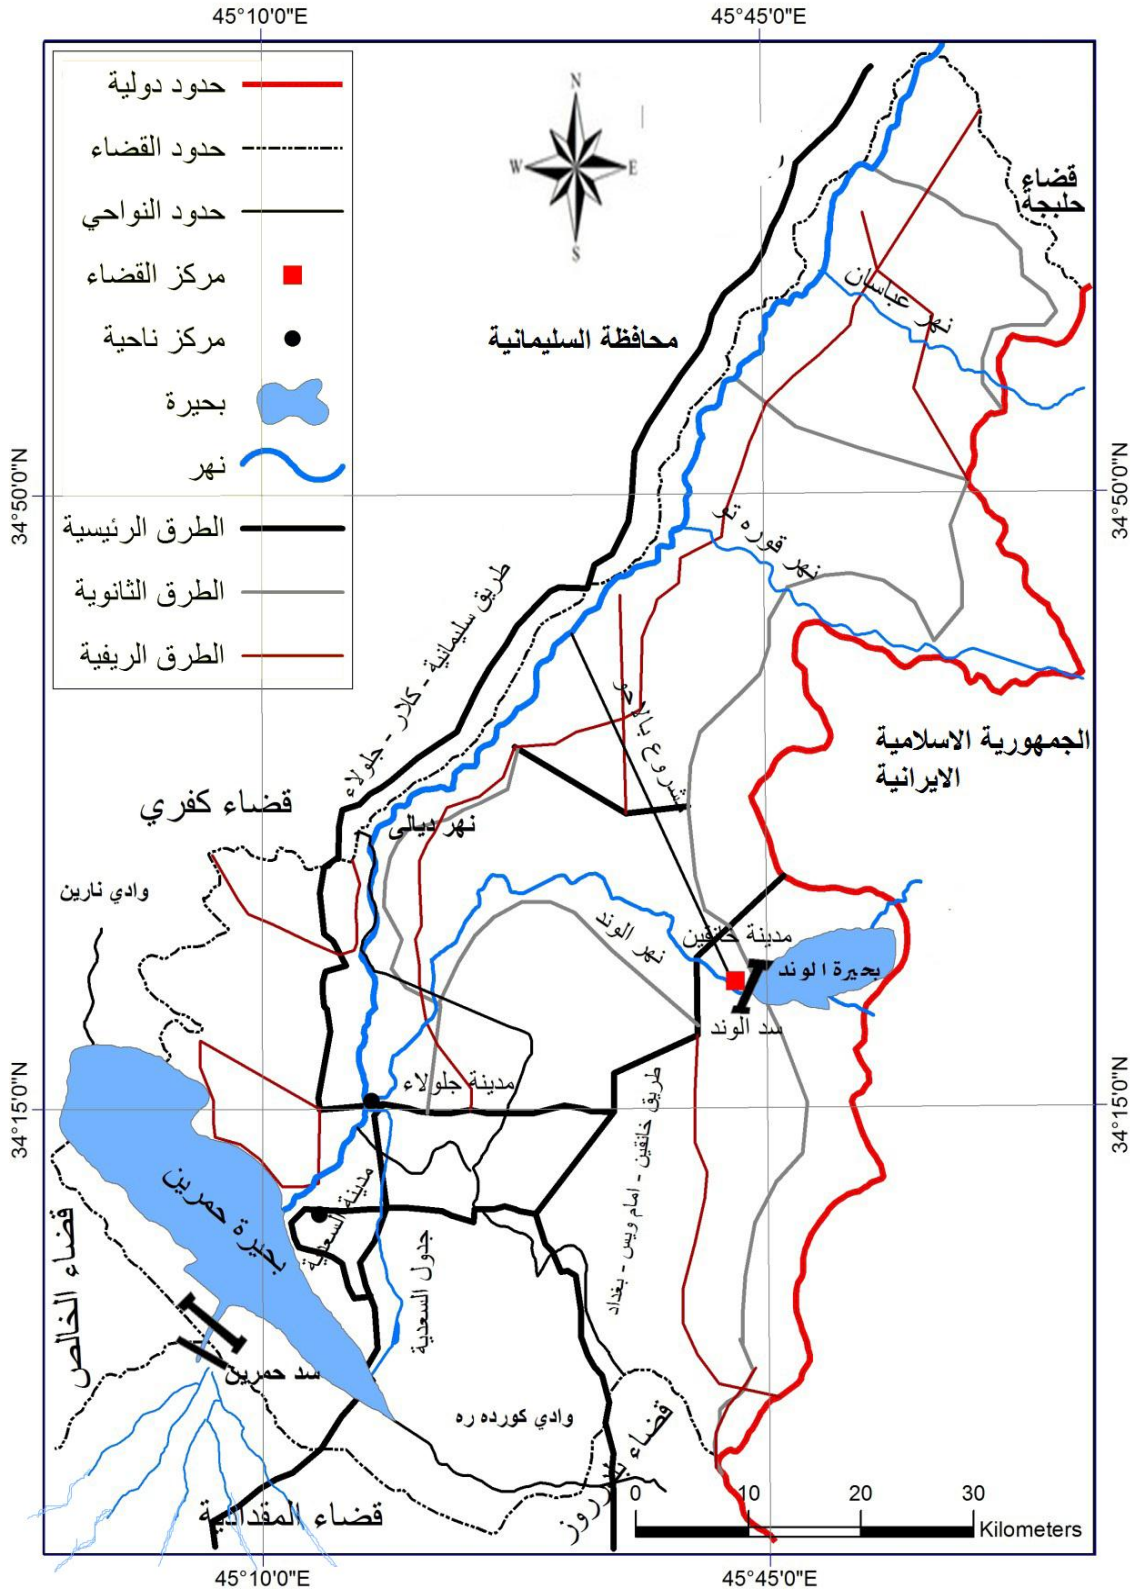 45°10'0"E
45°45'0"E
حدود دولية
حدود القضاء
حدود النواحي
مركز القضاء
مركز ناحية
بحيرة
نهر
الطرق الرئيسية
الطرق الثانوية
الطرق الريفية
N
W
E
S
قضاء
حلبجة
نهر عباسان
محافظة السليمانية
34°50'0"N
34°50'0"N
نهر قوره تو
طريق سليمانية - كلار - جلولاء
مشروع بالاجو
الجمهورية الاسلامية
الايرانية
قضاء كفري
نهر ديالى
وادي نارين
نهر الوند
مدينة خانقين
بحيرة الوند
سد الوند
مدينة جلولاء
34°15'0"N
34°15'0"N
طريق خانقين - امام ويس - بغداد
بحيرة حمرين
مدينة السعدية
جدول السعدية
قضاء الخالص
سد حمرين
وادي كورده ره
قضاء بلدروز
قضاء المقدادية
0
10
20
30
Kilometers
45°10'0"E
45°45'0"E